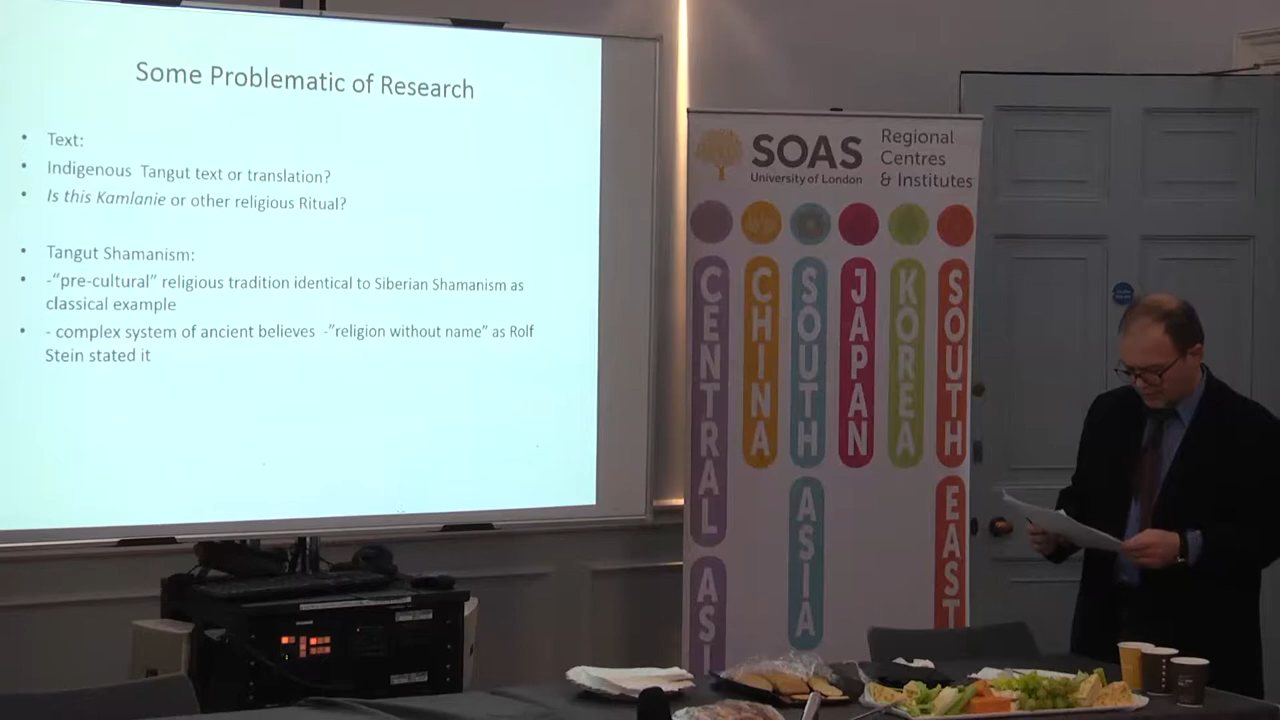 Some Problematic of Research
• Text:
• Indigenous Tangut text or translation?
• Is this Kamlanie or other religious Ritual?
• Tangut Shamanism:
• -“pre-cultural” religious tradition identical to Siberian Shamanism as
classical example
• - complex system of ancient believes -”religion without name” as Rolf
Stein stated it
SOAS
University of London
Regional
Centres
& Institutes
CENTRAL ASI
CHINA
SOUTH ASIA
JAPAN
KOREA
SOUTH EAST